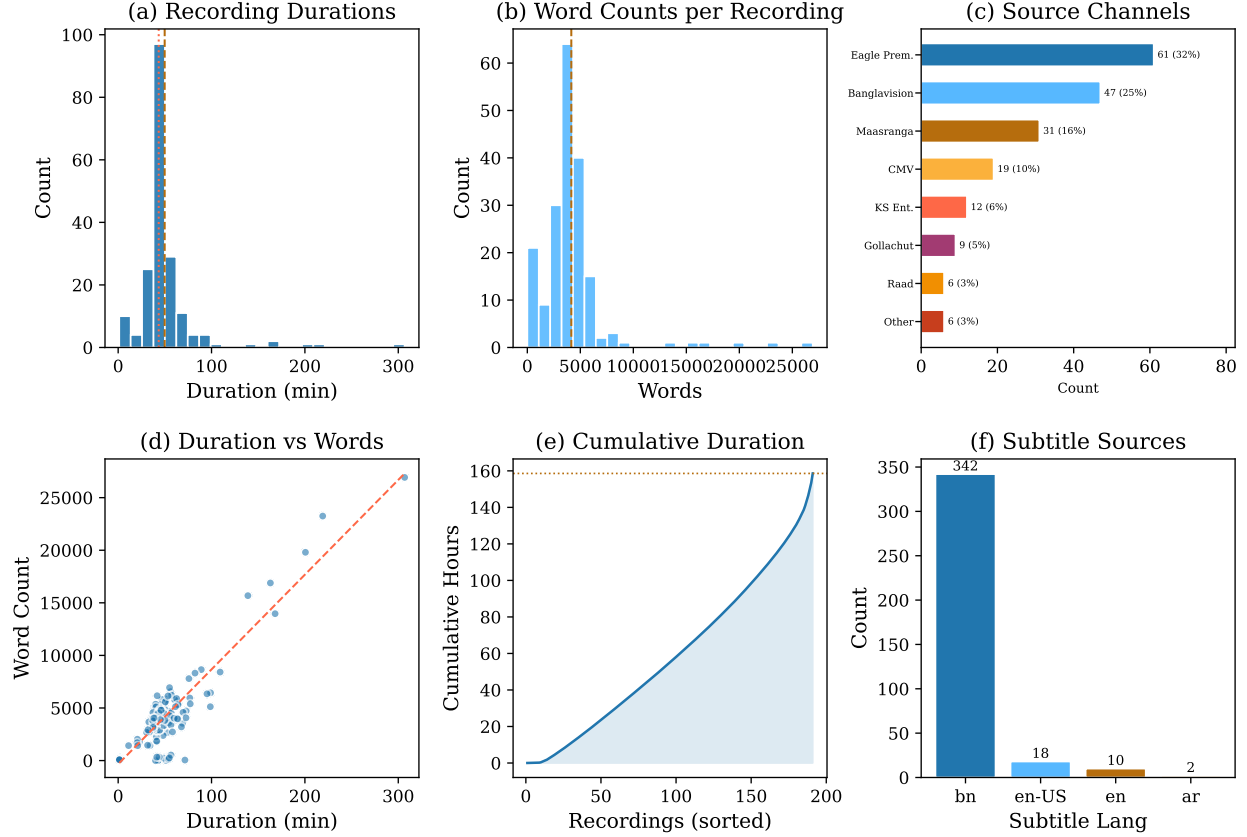 (a) Recording Durations
100
80
60
40
20
0
Count
0 100 200 300
Duration (min)
(b) Word Counts per Recording
60
50
40
30
20
10
0
Count
0 5000 10000 15000 20000 25000
Words
(c) Source Channels
Eagle Prem. 61 (32%)
Banglavision 47 (25%)
Maasranga 31 (16%)
CMV 19 (10%)
KS Ent. 12 (6%)
Gollachut 9 (5%)
Raad 6 (3%)
Other 6 (3%)
0 20 40 60 80
Count
(d) Duration vs Words
25000
20000
15000
10000
5000
0
Word Count
0 100 200 300
Duration (min)
(e) Cumulative Duration
160
140
120
100
80
60
40
20
0
Cumulative Hours
0 50 100 150 200
Recordings (sorted)
(f) Subtitle Sources
350
300
250
200
150
100
50
0
Count
342
18
10
2
bn en-US en ar
Subtitle Lang